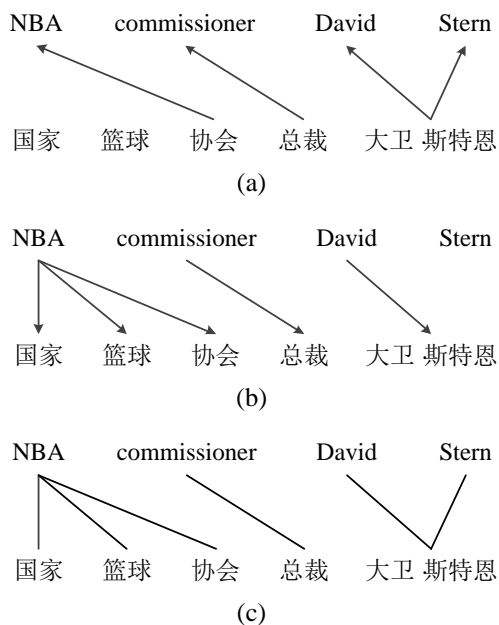 NBA commissioner David Stern
国家 篮球 协会 总裁 大卫·斯特恩
(a)
NBA commissioner David Stern
国家 篮球 协会 总裁 大卫·斯特恩
(b)
NBA commissioner David Stern
国家 篮球 协会 总裁 大卫·斯特恩
(c)